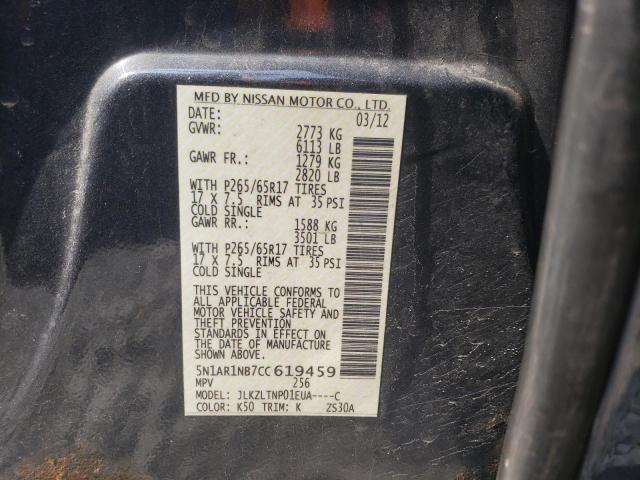 MFD BY NISSAN MOTOR CO., LTD.
DATE: 03/12
GVWR: 2773 KG
6113 LB
GAWR FR.: 1279 KG
2820 LB
WITH P265/65R17 TIRES
17 X 7.5 RIMS AT 35 PSI
COLD SINGLE
GAWR RR.: 1588 KG
3501 LB
WITH P265/65R17 TIRES
17 X 7.5 RIMS AT 35 PSI
COLD SINGLE
THIS VEHICLE CONFORMS TO
ALL APPLICABLE FEDERAL
MOTOR VEHICLE SAFETY AND
THEFT PREVENTION
STANDARDS IN EFFECT ON
THE DATE OF MANUFACTURE
SHOWN ABOVE.
5N1AR1NB7CC 619459
MPV 256
MODEL: JLKZLTNP01EUA----C
COLOR: K50 TRIM: K ZS30A